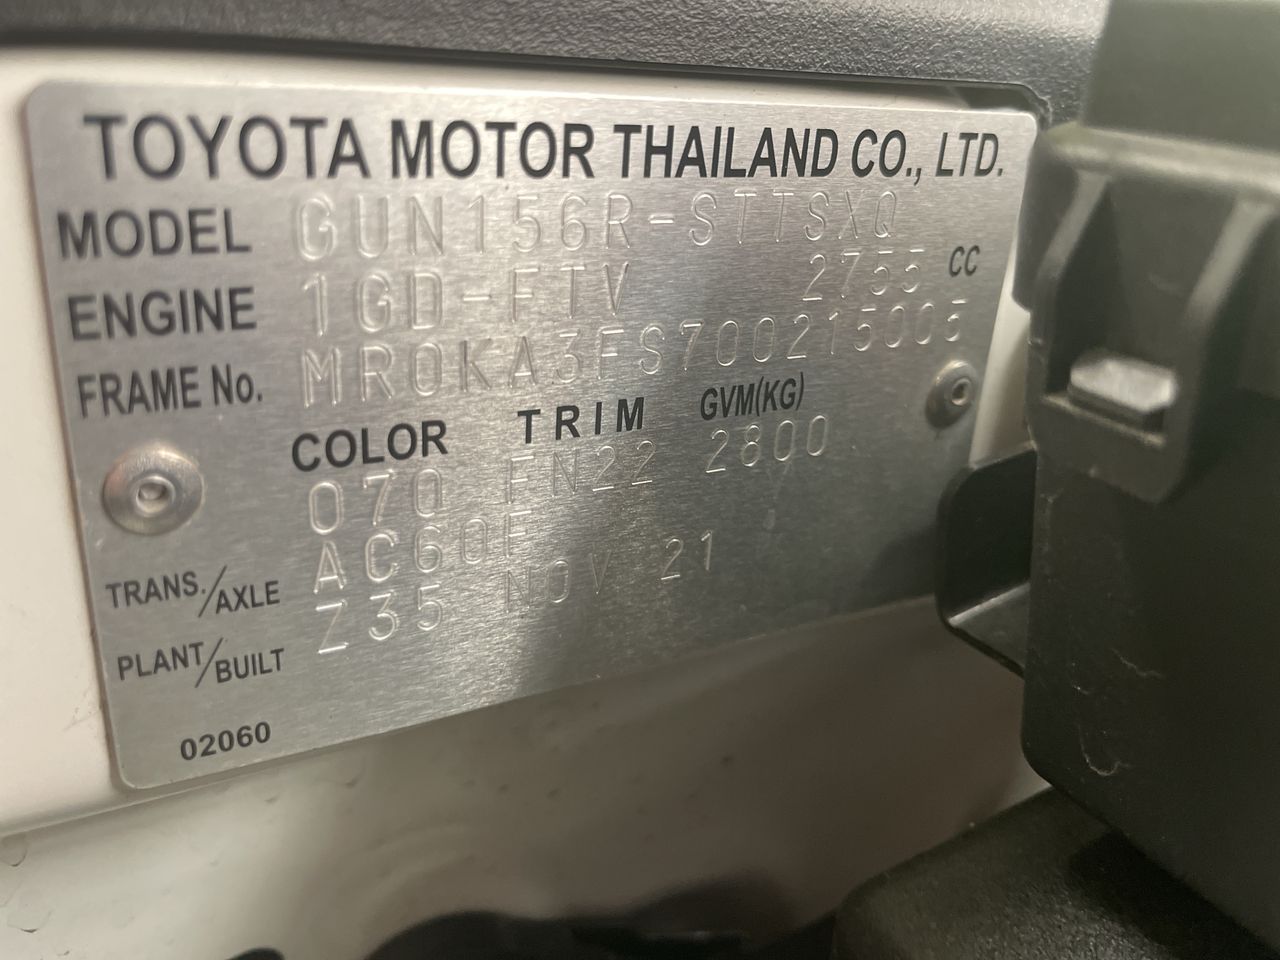 TOYOTA MOTOR THAILAND CO., LTD.
MODEL GUN156R-STTSXQ
ENGINE 1GD-FTV 2755 CC
FRAME No. MR0KA3FS700215005
COLOR TRIM GVM(KG)
070 FN22 2800
TRANS./AXLE AC60F
PLANT/BUILT Z35 NOV 21
02060